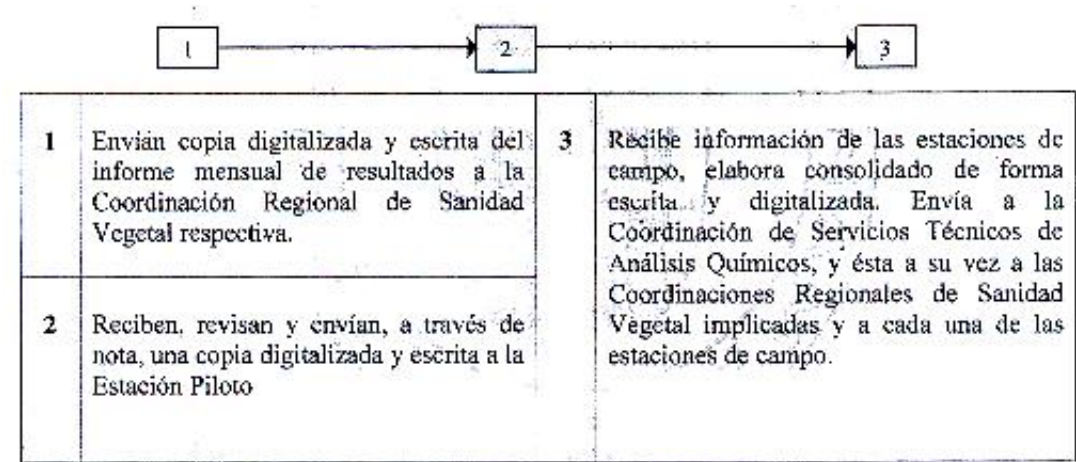 1
2
3
1
Envían copia digitalizada y escrita del
informe mensual de resultados a la
Coordinación Regional de Sanidad
Vegetal respectiva.
2
Reciben, revisan y envían, a través de
nota, una copia digitalizada y escrita a la
Estación Piloto
3
Recibe información de las estaciones de
campo, elabora consolidado de forma
escrita y digitalizada. Envía a la
Coordinación de Servicios Técnicos de
Análisis Químicos, y ésta a su vez a las
Coordinaciones Regionales de Sanidad
Vegetal implicadas y a cada una de las
estaciones de campo.